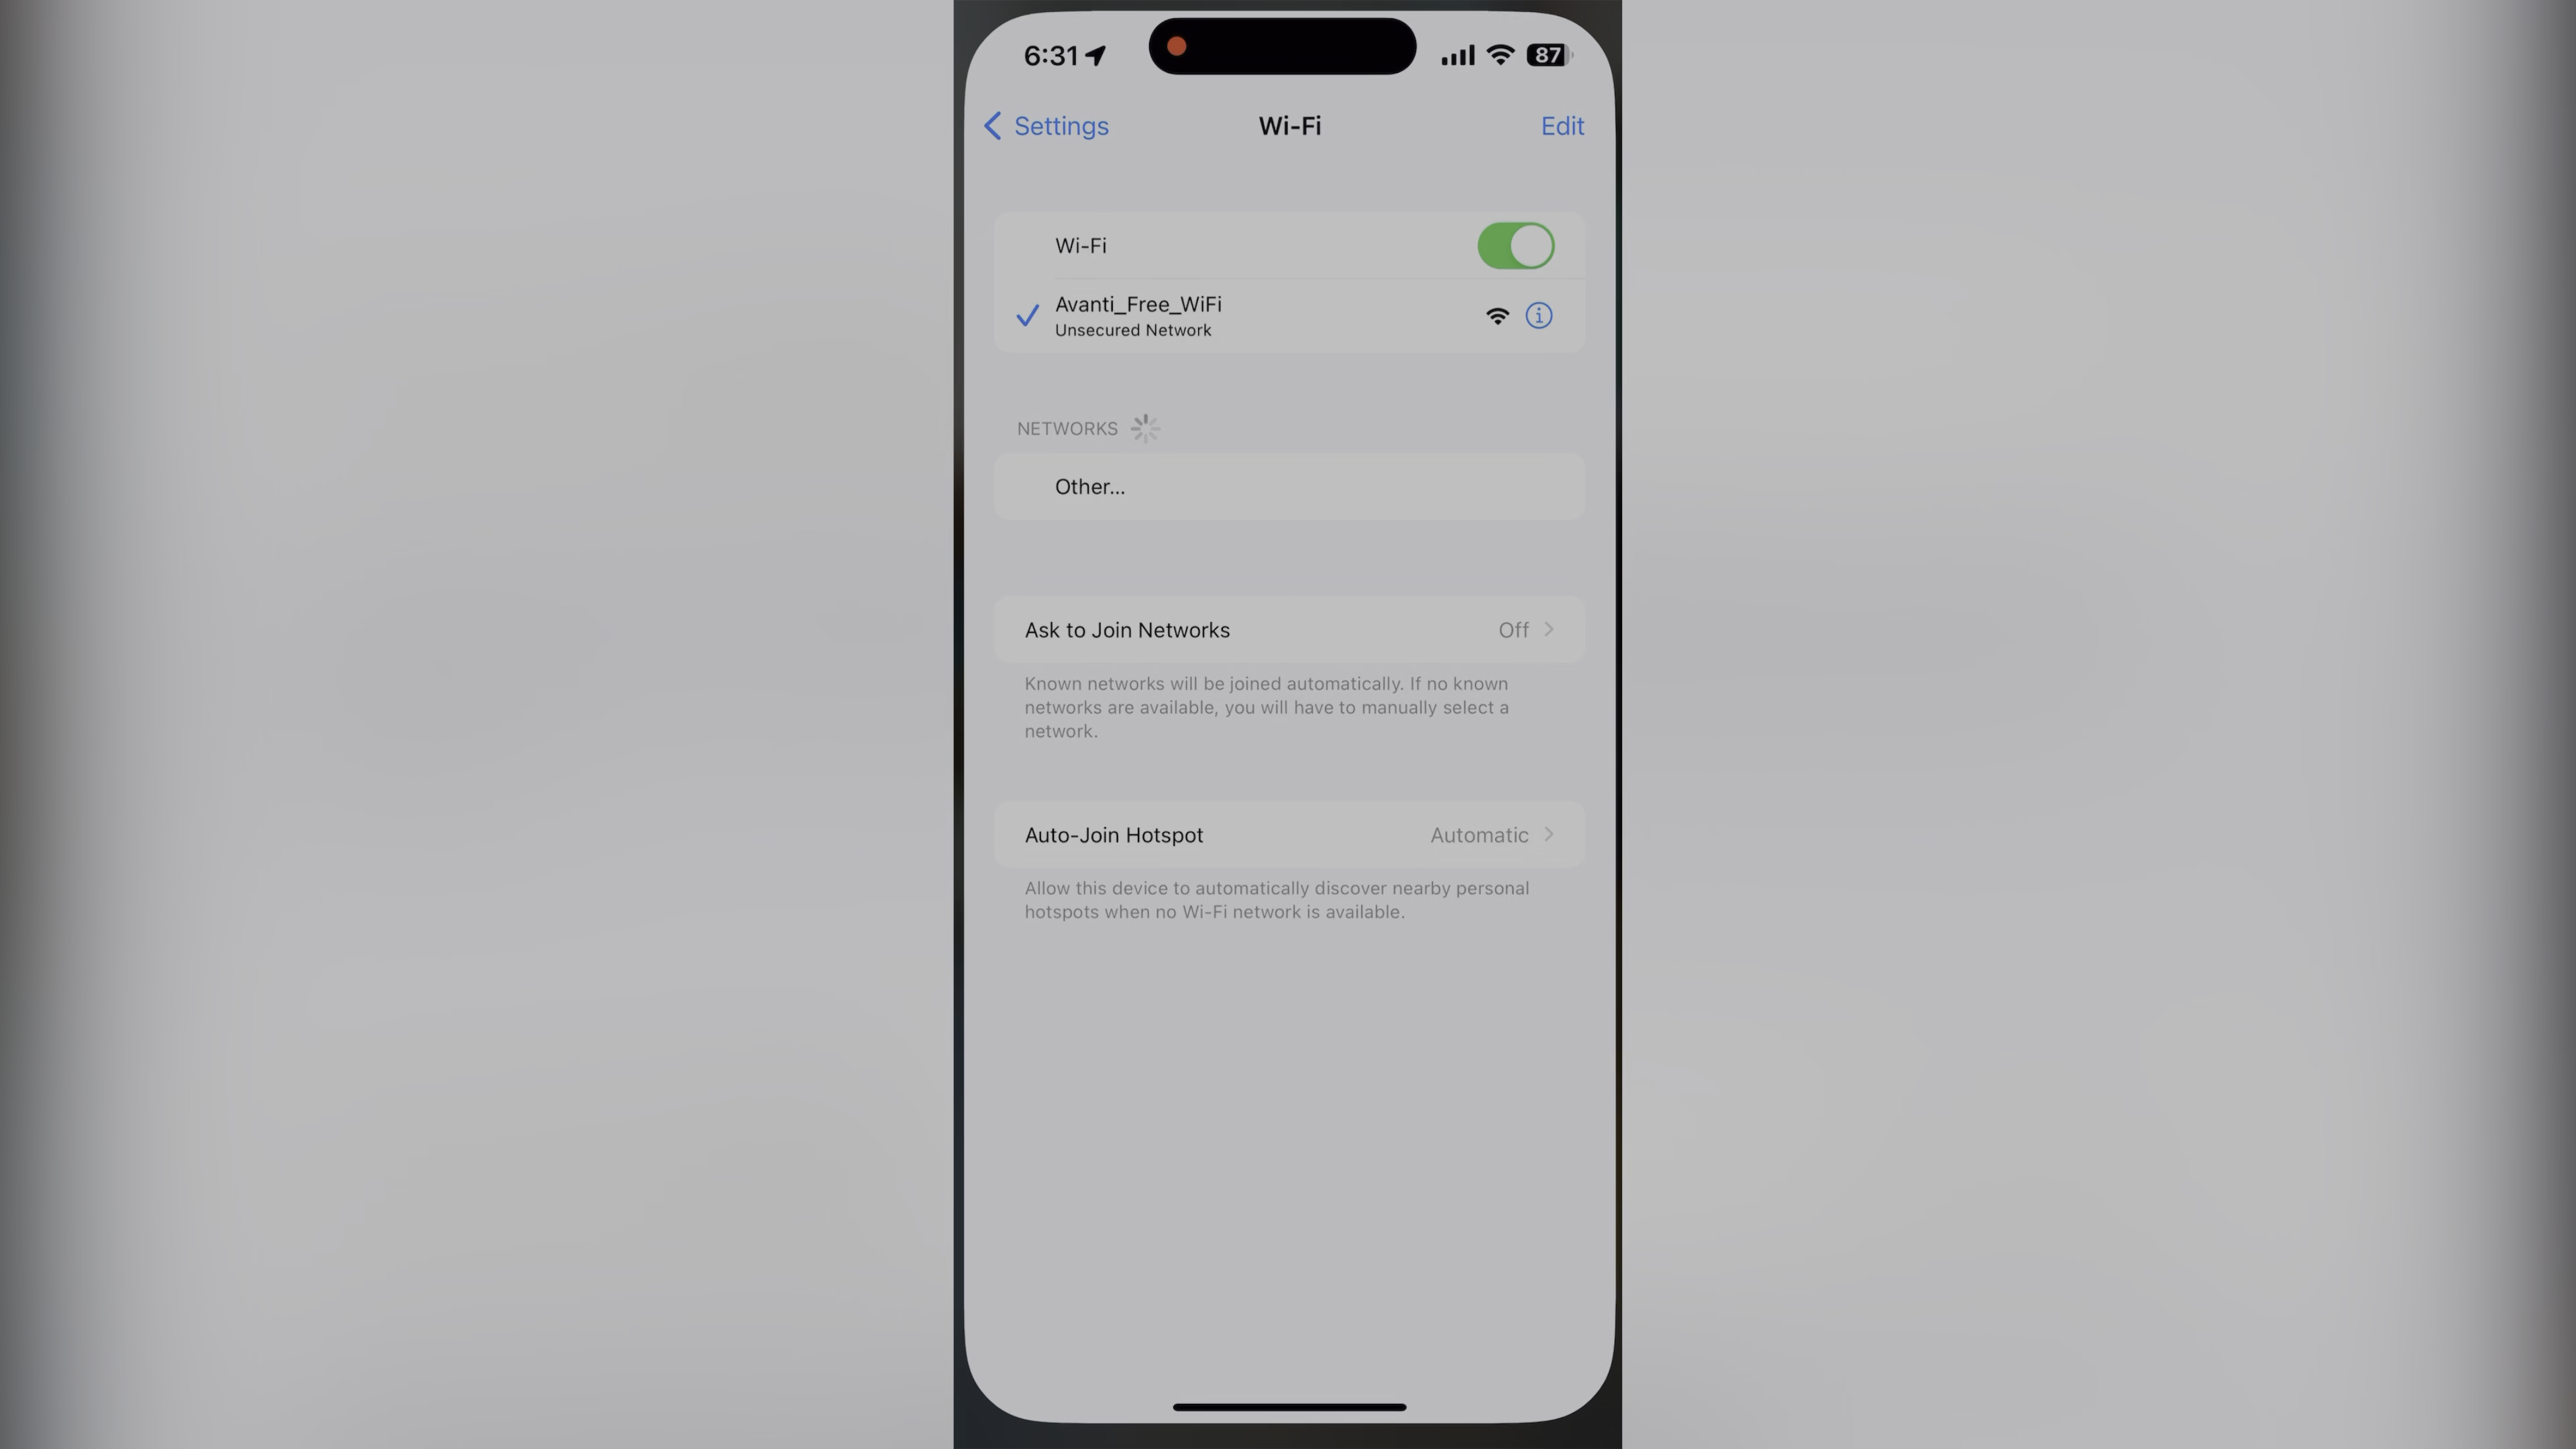 6:31
87
Settings
Wi-Fi
Edit
Wi-Fi
Avanti_Free_WiFi
Unsecured Network
NETWORKS
Other...
Ask to Join Networks
Off
Known networks will be joined automatically. If no known
networks are available, you will have to manually select a
network.
Auto-Join Hotspot
Automatic
Allow this device to automatically discover nearby personal
hotspots when no Wi-Fi network is available.